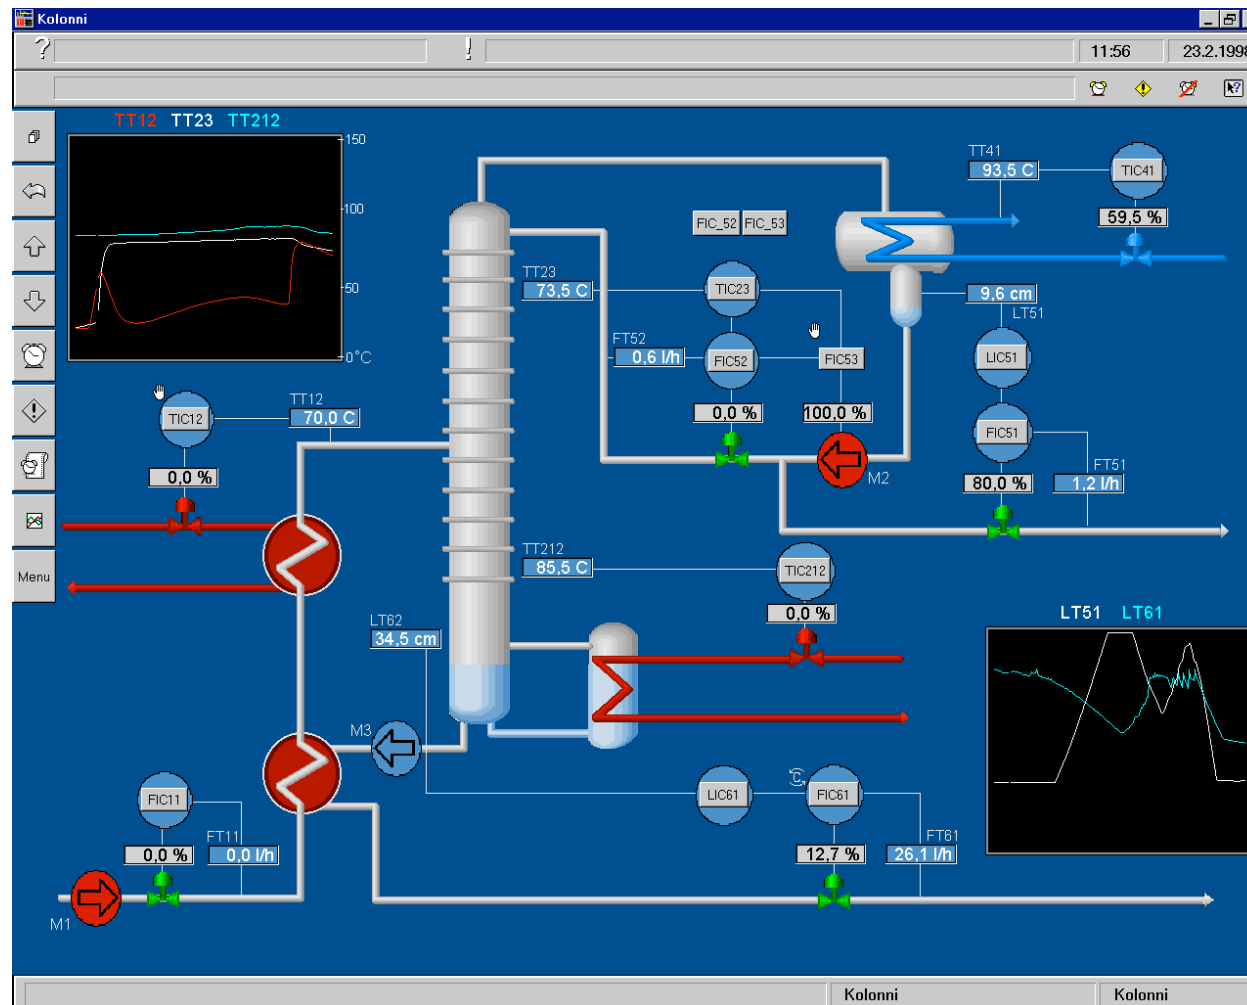 Kolonni
?
!
11:56
23.2.1998
TT12 TT23 TT212
150
100
50
0°C
TT41
93,5 C
TIC41
59,5 %
FIC_52
FIC_53
TT23
73,5 C
TIC23
9,6 cm
LT51
FT52
0,6 l/h
FIC52
FIC53
LIC51
TIC12
TT12
70,0 C
0,0 %
100,0 %
FIC51
0,0 %
M2
80,0 %
FT51
1,2 l/h
TT212
85,5 C
TIC212
Menu
0,0 %
LT51 LT61
LT62
34,5 cm
M3
C
FIC11
LIC61
FIC61
FT11
FT61
0,0 %
0,0 l/h
12,7 %
26,1 l/h
M1
Kolonni
Kolonni